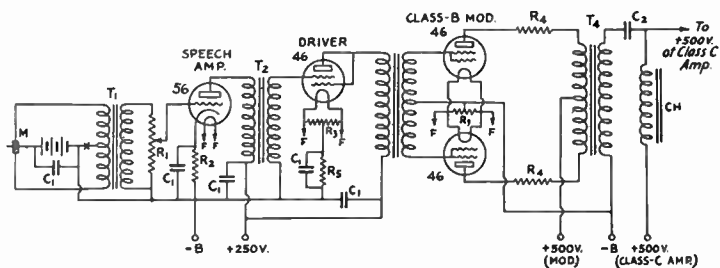 CLASS-B MOD.
46
R4
T4
C2
To
+500V.
of Class C
Amp.
SPEECH
AMP.
56
T2
DRIVER
46
T1
M
C1
R1
F
F
R2
C1
C1
F
F
R3
C1
R5
C1
F
R3
F
46
R4
CH
-B
+250V.
+500V.
(MOD.)
-B
+500V.
(CLASS-C AMP.)